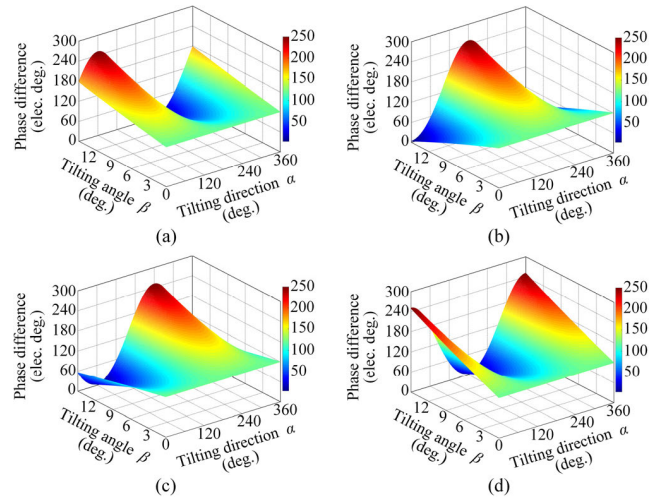 300
240
180
120
60
0
Phase difference
(elec. deg.)
12
9
6
3
0
Tilting angle β
(deg.)
120
240
360
Tilting direction α
(deg.)
250
200
150
100
50
(a)
300
240
180
120
60
0
Phase difference
(elec. deg.)
12
9
6
3
0
Tilting angle β
(deg.)
120
240
360
Tilting direction α
(deg.)
250
200
150
100
50
(b)
300
240
180
120
60
0
Phase difference
(elec. deg.)
12
9
6
3
0
Tilting angle β
(deg.)
120
240
360
Tilting direction α
(deg.)
250
200
150
100
50
(c)
300
240
180
120
60
0
Phase difference
(elec. deg.)
12
9
6
3
0
Tilting angle β
(deg.)
120
240
360
Tilting direction α
(deg.)
250
200
150
100
50
(d)